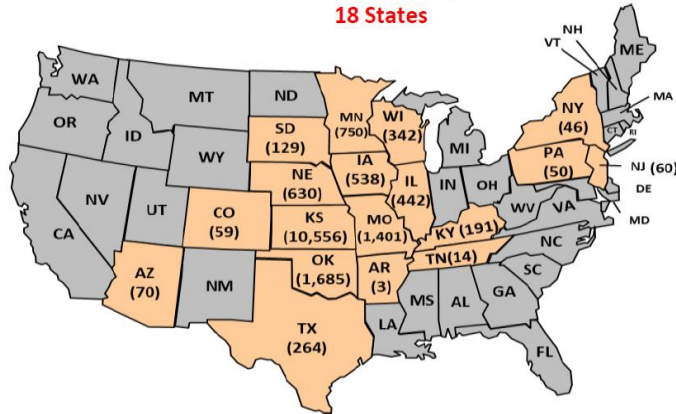 18 States
NH
VT
ME
WA
MT
ND
MN
(750)
WI
(342)
MA
OR
ID
SD
(129)
NY
(46)
CT
RI
WY
MI
IA
(538)
PA
(50)
NJ (60)
NE
(630)
IL
(442)
IN
OH
DE
NV
UT
CO
(59)
KS
(10,556)
MO
(1,401)
WV
VA
MD
CA
KY (191)
NC
TN(14)
AZ
(70)
NM
OK
(1,685)
AR
(3)
SC
MS
AL
GA
TX
(264)
LA
FL